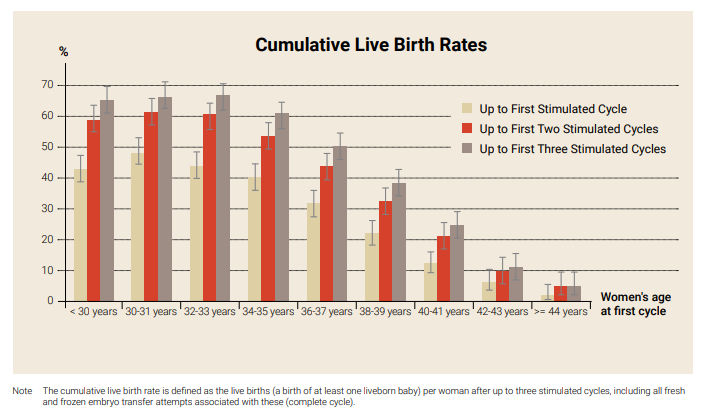 Cumulative Live Birth Rates
%
70
60
50
40
30
20
10
0
Up to First Stimulated Cycle
Up to First Two Stimulated Cycles
Up to First Three Stimulated Cycles
< 30 years 30-31 years 32-33 years 34-35 years 36-37 years 38-39 years 40-41 years 42-43 years >= 44 years
Women's age
at first cycle
Note The cumulative live birth rate is defined as the live births (a birth of at least one liveborn baby) per woman after up to three stimulated cycles, including all fresh
and frozen embryo transfer attempts associated with these (complete cycle).